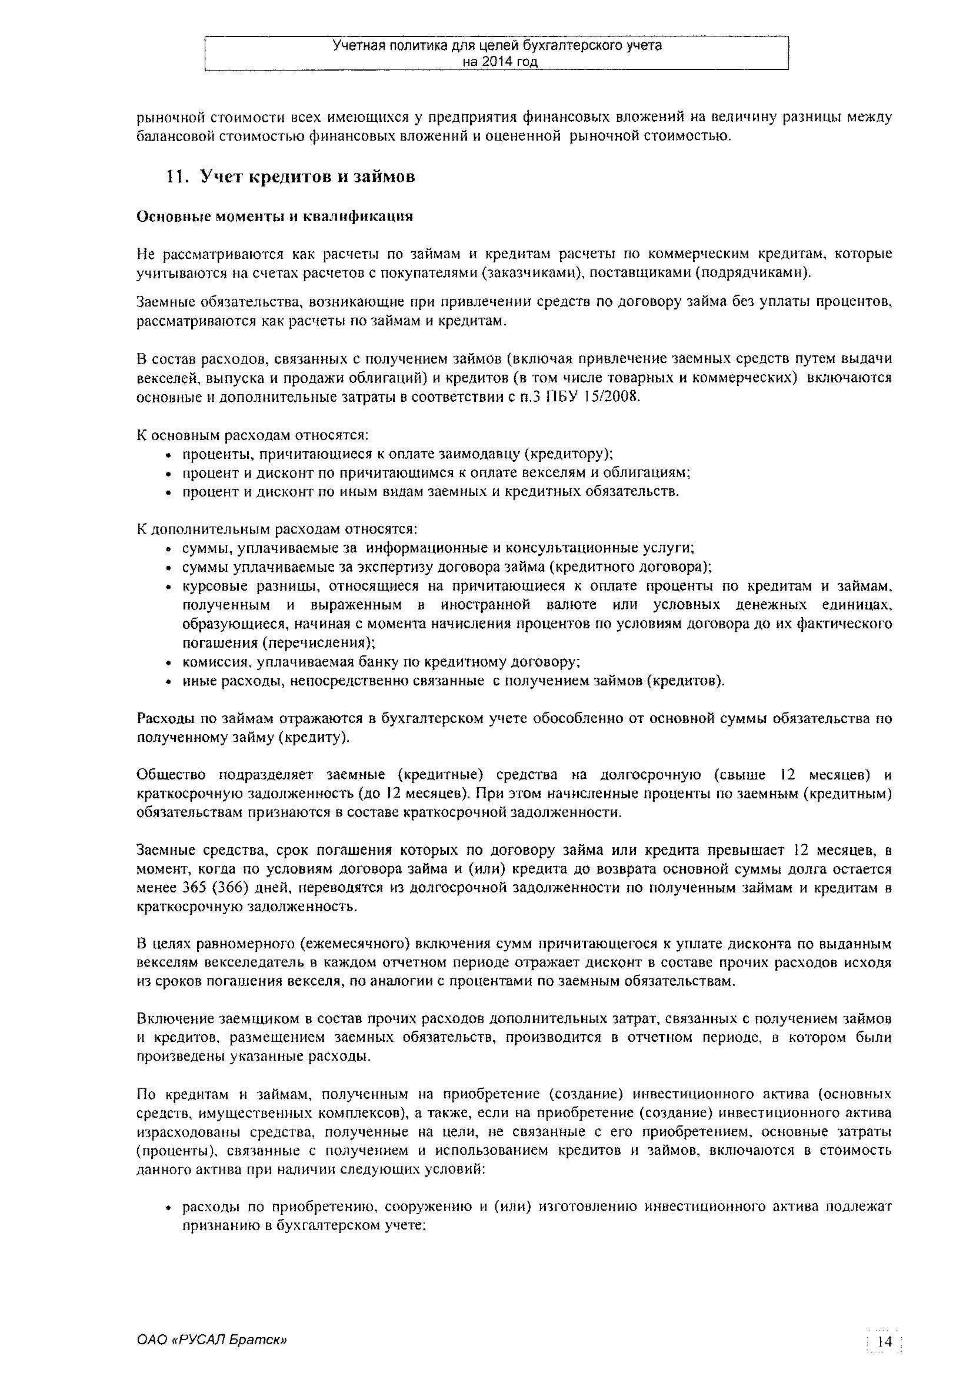 Учетная политика для целей бухгалтерского учета
на 2014 год
рыночной стоимости всех имеющихся у предприятия финансовых вложений на величину разницы между
балансовой стоимостью финансовых вложений и оцененной рыночной стоимостью.
11. Учет кредитов и займов
Основные моменты и квалификация
Не рассматриваются как расчеты по займам и кредитам расчеты по коммерческим кредитам, которые
учитываются на счетах расчетов с покупателями (заказчиками), поставщиками (подрядчиками).
Заемные обязательства, возникающие при привлечении средств по договору займа без уплаты процентов,
рассматриваются как расчеты по займам и кредитам.
В состав расходов, связанных с получением займов (включая привлечение заемных средств путем выдачи
векселей, выпуска и продажи облигаций) и кредитов (в том числе товарных и коммерческих) включаются
основные и дополнительные затраты в соответствии с п.3 ПБУ 15/2008.
К основным расходам относятся:
• проценты, причитающиеся к оплате заимодавцу (кредитору);
• процент и дисконт по причитающимся к оплате векселям и облигациям;
• процент и дисконт по иным видам заемных и кредитных обязательств.
К дополнительным расходам относятся:
• суммы, уплачиваемые за информационные и консультационные услуги;
• суммы уплачиваемые за экспертизу договора займа (кредитного договора);
• курсовые разницы, относящиеся на причитающиеся к оплате проценты по кредитам и займам,
полученным и выраженным в иностранной валюте или условных денежных единицах,
образующиеся, начиная с момента начисления процентов по условиям договора до их фактического
погашения (перечисления);
• комиссия, уплачиваемая банку по кредитному договору;
• иные расходы, непосредственно связанные с получением займов (кредитов).
Расходы по займам отражаются в бухгалтерском учете обособленно от основной суммы обязательства по
полученному займу (кредиту).
Общество подразделяет заемные (кредитные) средства на долгосрочную (свыше 12 месяцев) и
краткосрочную задолженность (до 12 месяцев). При этом начисленные проценты по заемным (кредитным)
обязательствам признаются в составе краткосрочной задолженности.
Заемные средства, срок погашения которых по договору займа или кредита превышает 12 месяцев, в
момент, когда по условиям договора займа и (или) кредита до возврата основной суммы долга остается
менее 365 (366) дней, переводятся из долгосрочной задолженности по полученным займам и кредитам в
краткосрочную задолженность.
В целях равномерного (ежемесячного) включения сумм причитающегося к уплате дисконта по выданным
векселям векселедатель в каждом отчетном периоде отражает дисконт в составе прочих расходов исходя
из сроков погашения векселя, по аналогии с процентами по заемным обязательствам.
Включение заемщиком в состав прочих расходов дополнительных затрат, связанных с получением займов
и кредитов, размещением заемных обязательств, производится в отчетном периоде, в котором были
произведены указанные расходы.
По кредитам и займам, полученным на приобретение (создание) инвестиционного актива (основных
средств, имущественных комплексов), а также, если на приобретение (создание) инвестиционного актива
израсходованы средства, полученные на цели, не связанные с его приобретением, основные затраты
(проценты), связанные с получением и использованием кредитов и займов, включаются в стоимость
данного актива при наличии следующих условий:
• расходы по приобретению, сооружению и (или) изготовлению инвестиционного актива подлежат
признанию в бухгалтерском учете;
ОАО «РУСАЛ Братск»
14